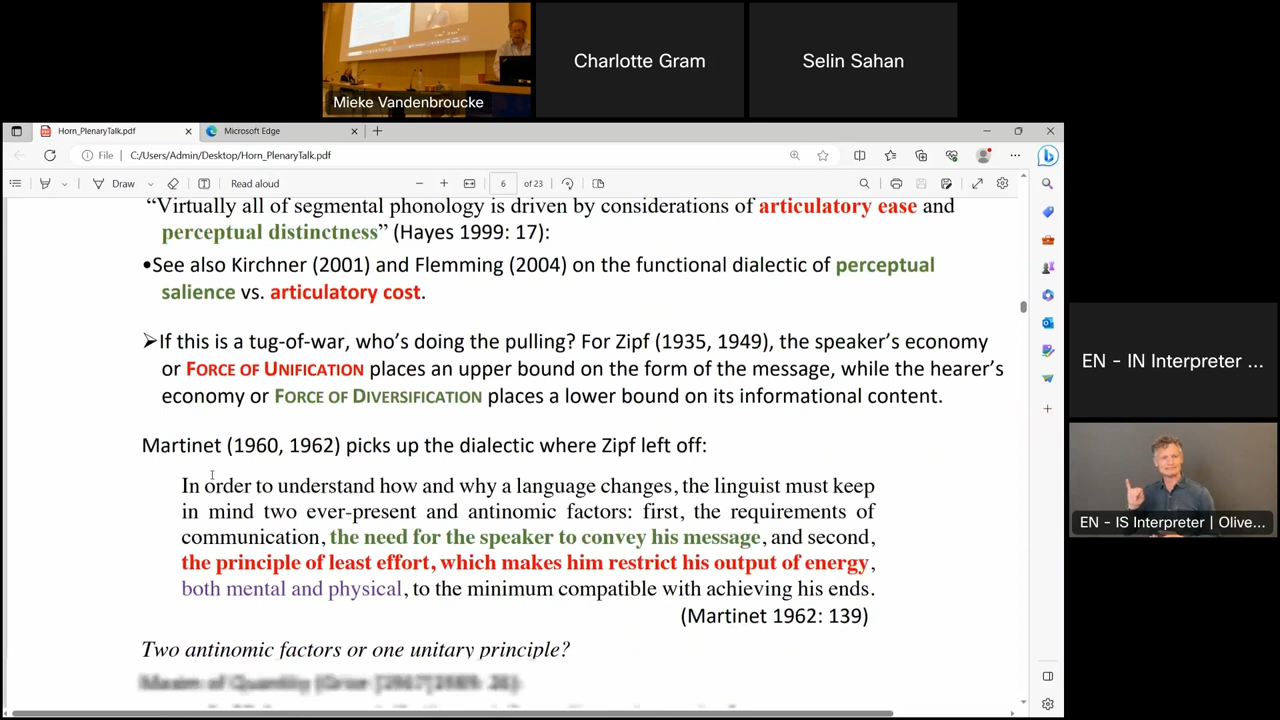 Charlotte Gram
Selin Sahan
Mieke Vandenbroucke
Horn_PlenaryTalk.pdf
Microsoft Edge
File
C:/Users/Admin/Desktop/Horn_PlenaryTalk.pdf
Draw
Read aloud
6
of 23
“Virtually all of segmental phonology is driven by considerations of articulatory ease and
perceptual distinctness” (Hayes 1999: 17):
•See also Kirchner (2001) and Flemming (2004) on the functional dialectic of perceptual
salience vs. articulatory cost.
➢If this is a tug-of-war, who’s doing the pulling? For Zipf (1935, 1949), the speaker’s economy
or FORCE OF UNIFICATION places an upper bound on the form of the message, while the hearer’s
economy or FORCE OF DIVERSIFICATION places a lower bound on its informational content.
Martinet (1960, 1962) picks up the dialectic where Zipf left off:
In order to understand how and why a language changes, the linguist must keep
in mind two ever-present and antinomic factors: first, the requirements of
communication, the need for the speaker to convey his message, and second,
the principle of least effort, which makes him restrict his output of energy,
both mental and physical, to the minimum compatible with achieving his ends.
(Martinet 1962: 139)
Two antinomic factors or one unitary principle?
EN - IN Interpreter ...
EN - IS Interpreter | Olive...